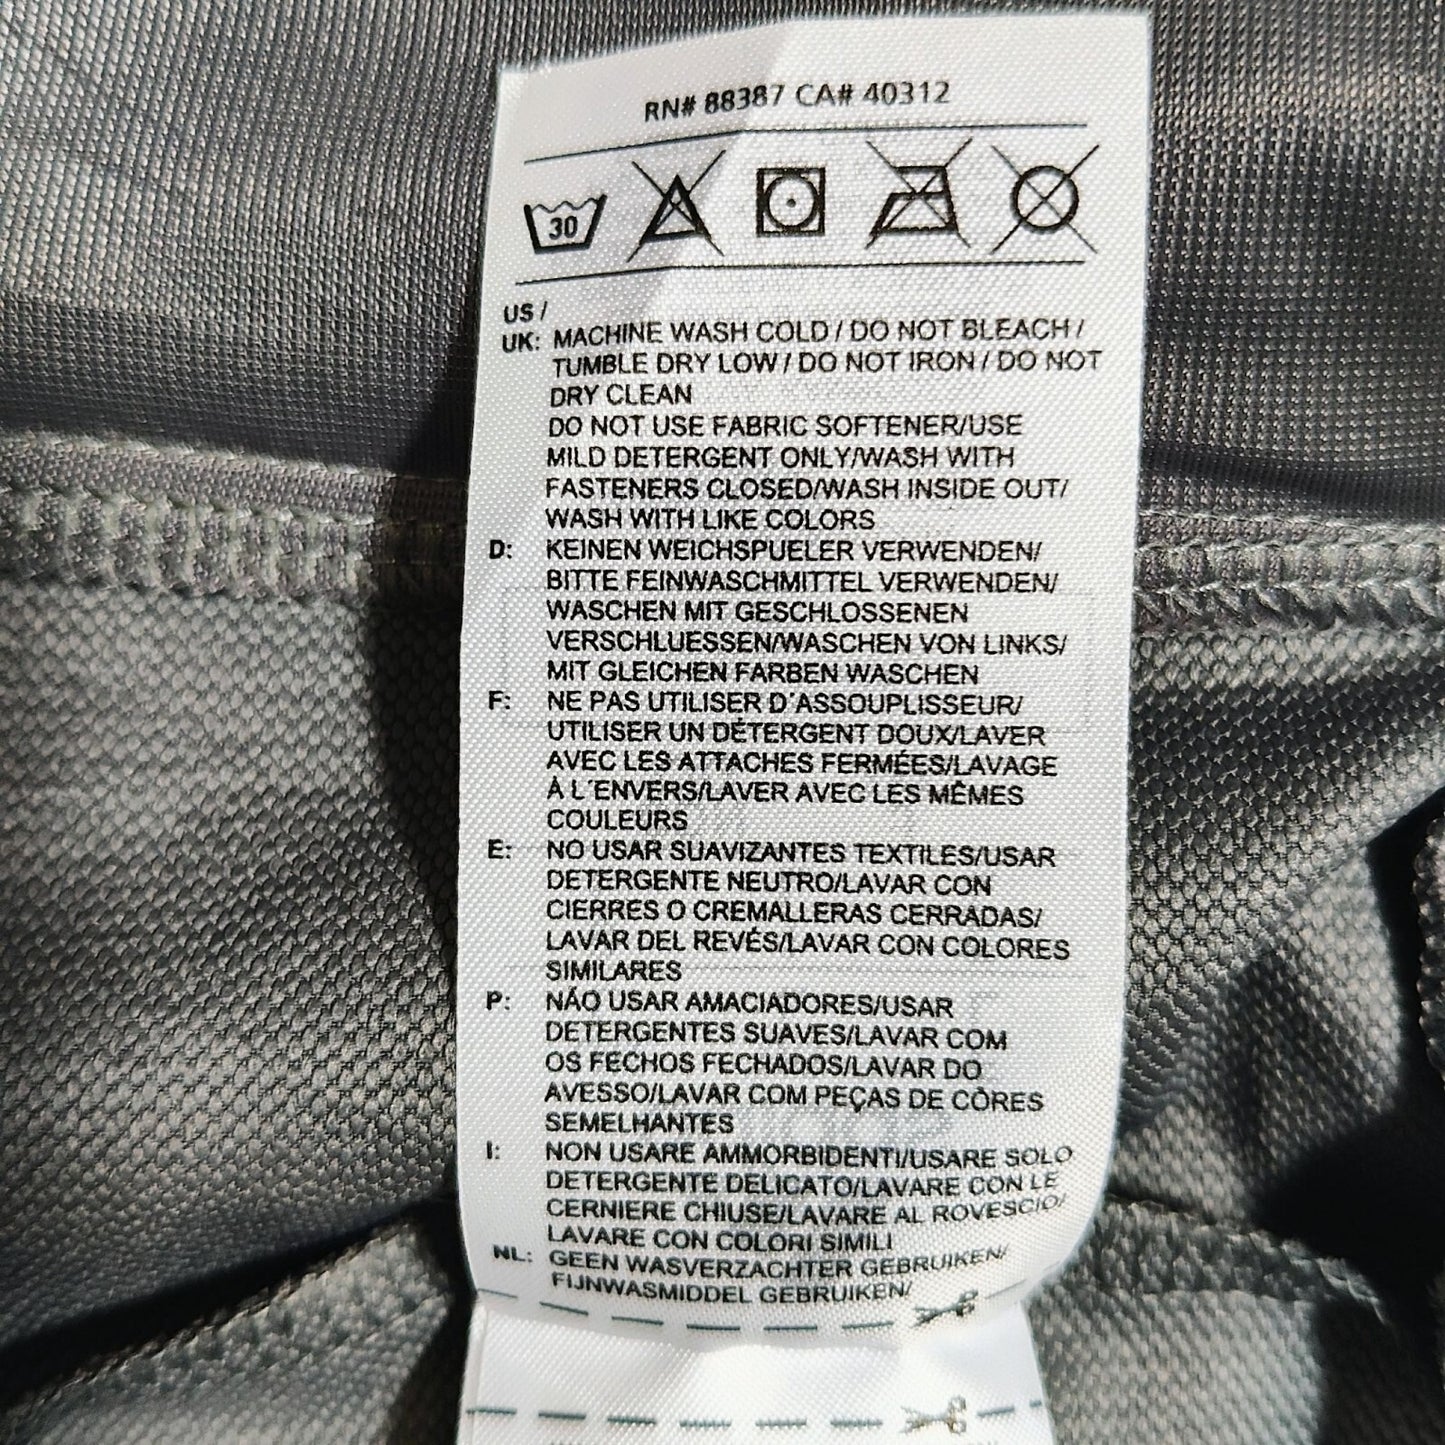 RN# 88387 CA# 40312
30
US /
UK: MACHINE WASH COLD / DO NOT BLEACH /
TUMBLE DRY LOW / DO NOT IRON / DO NOT
DRY CLEAN
DO NOT USE FABRIC SOFTENER/USE
MILD DETERGENT ONLY/WASH WITH
FASTENERS CLOSED/WASH INSIDE OUT/
WASH WITH LIKE COLORS
D: KEINEN WEICHSPUELER VERWENDEN/
BITTE FEINWASCHMITTEL VERWENDEN/
WASCHEN MIT GESCHLOSSENEN
VERSCHLUESSEN/WASCHEN VON LINKS/
MIT GLEICHEN FARBEN WASCHEN
F: NE PAS UTILISER D´ASSOUPLISSEUR/
UTILISER UN DÉTERGENT DOUX/LAVER
AVEC LES ATTACHES FERMÉES/LAVAGE
À L´ENVERS/LAVER AVEC LES MÊMES
COULEURS
E: NO USAR SUAVIZANTES TEXTILES/USAR
DETERGENTE NEUTRO/LAVAR CON
CIERRES O CREMALLERAS CERRADAS/
LAVAR DEL REVÉS/LAVAR CON COLORES
SIMILARES
P: NÃO USAR AMACIADORES/USAR
DETERGENTES SUAVES/LAVAR COM
OS FECHOS FECHADOS/LAVAR DO
AVESSO/LAVAR COM PEÇAS DE CÔRES
SEMELHANTES
I: NON USARE AMMORBIDENTI/USARE SOLO
DETERGENTE DELICATO/LAVARE CON LE
CERNIERE CHIUSE/LAVARE AL ROVESCIO/
LAVARE CON COLORI SIMILI
NL: GEEN WASVERZACHTER GEBRUIKEN/
FIJNWASMIDDEL GEBRUIKEN/